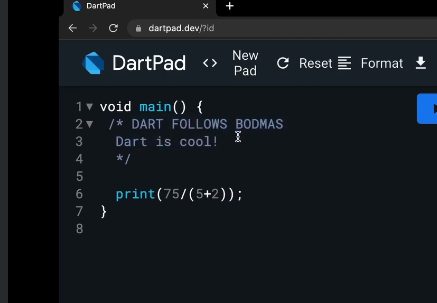 DartPad
dartpad.dev/?id
DartPad <> New Pad Reset Format
1 void main() {
2 /* DART FOLLOWS BODMAS
3 Dart is cool!
4 */
5
6 print(75/(5+2));
7 }
8